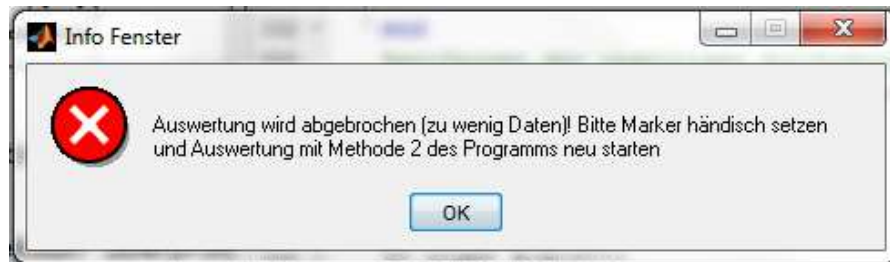 Info Fenster
Auswertung wird abgebrochen (zu wenig Daten)! Bitte Marker händisch setzen
und Auswertung mit Methode 2 des Programms neu starten
OK